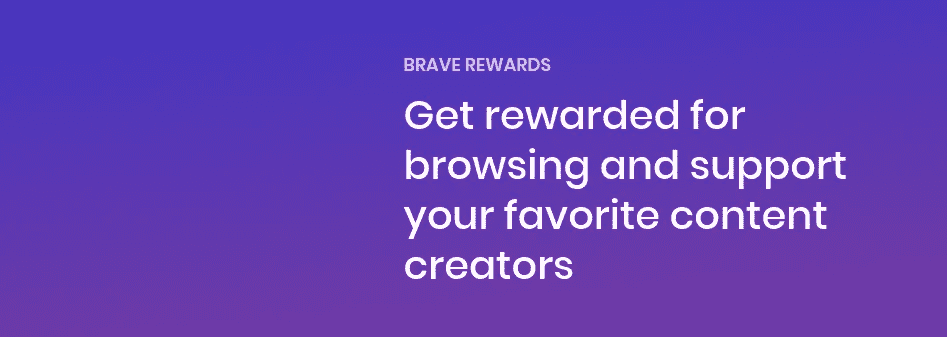 BRAVE REWARDS
Get rewarded for
browsing and support
your favorite content
creators